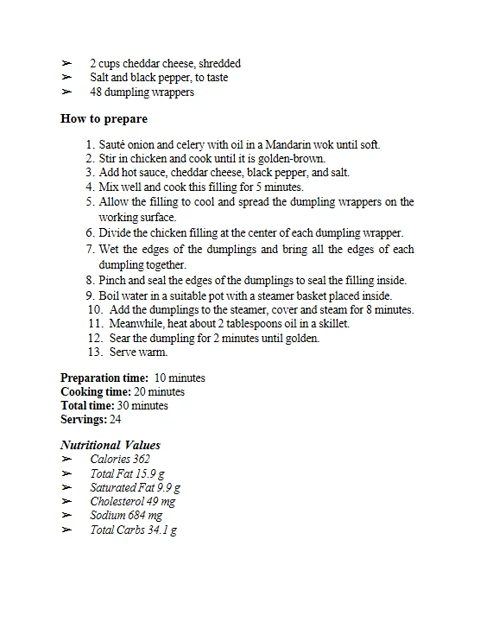 ➢ 2 cups cheddar cheese, shredded
➢ Salt and black pepper, to taste
➢ 48 dumpling wrappers
How to prepare
1. Sauté onion and celery with oil in a Mandarin wok until soft.
2. Stir in chicken and cook until it is golden-brown.
3. Add hot sauce, cheddar cheese, black pepper, and salt.
4. Mix well and cook this filling for 5 minutes.
5. Allow the filling to cool and spread the dumpling wrappers on the
working surface.
6. Divide the chicken filling at the center of each dumpling wrapper.
7. Wet the edges of the dumplings and bring all the edges of each
dumpling together.
8. Pinch and seal the edges of the dumplings to seal the filling inside.
9. Boil water in a suitable pot with a steamer basket placed inside.
10. Add the dumplings to the steamer, cover and steam for 8 minutes.
11. Meanwhile, heat about 2 tablespoons oil in a skillet.
12. Sear the dumpling for 2 minutes until golden.
13. Serve warm.
Preparation time: 10 minutes
Cooking time: 20 minutes
Total time: 30 minutes
Servings: 24
Nutritional Values
➢ Calories 362
➢ Total Fat 15.9 g
➢ Saturated Fat 9.9 g
➢ Cholesterol 49 mg
➢ Sodium 684 mg
➢ Total Carbs 34.1 g